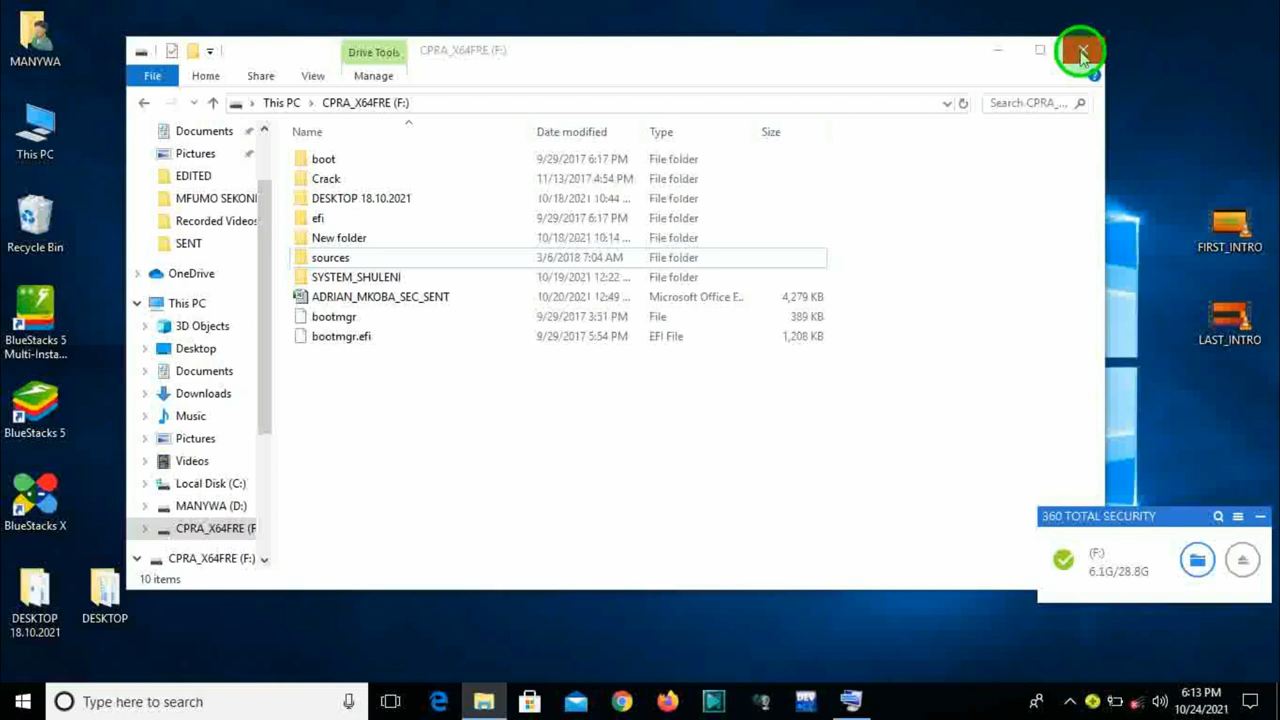 MANYWA
This PC
Recycle Bin
BlueStacks 5
Multi-Insta...
BlueStacks 5
BlueStacks X
DESKTOP
18.10.2021
DESKTOP
Drive Tools
CPRA_X64FRE (F:)
File Home Share View Manage
This PC CPRA_X64FRE (F:)
Search CPRA_...
Documents
Pictures
EDITED
MFUMO SEKONI
Recorded Videos
SENT
OneDrive
This PC
3D Objects
Desktop
Documents
Downloads
Music
Pictures
Videos
Local Disk (C:)
MANYWA (D:)
CPRA_X64FRE (F
CPRA_X64FRE (F:)
10 items
Name Date modified Type Size
boot 9/29/2017 6:17 PM File folder
Crack 11/13/2017 4:54 PM File folder
DESKTOP 18.10.2021 10/18/2021 10:44 ... File folder
efi 9/29/2017 6:17 PM File folder
New folder 10/18/2021 10:14 ... File folder
sources 3/6/2018 7:04 AM File folder
SYSTEM_SHULENI 10/19/2021 12:22 ... File folder
ADRIAN_MKOBA_SEC_SENT 10/20/2021 12:49 ... Microsoft Office E... 4,279 KB
bootmgr 9/29/2017 3:51 PM File 389 KB
bootmgr.efi 9/29/2017 5:54 PM EFI File 1,208 KB
FIRST_INTRO
LAST_INTRO
360 TOTAL SECURITY
(F:)
6.1G/28.8G
Type here to search
6:13 PM
10/24/2021